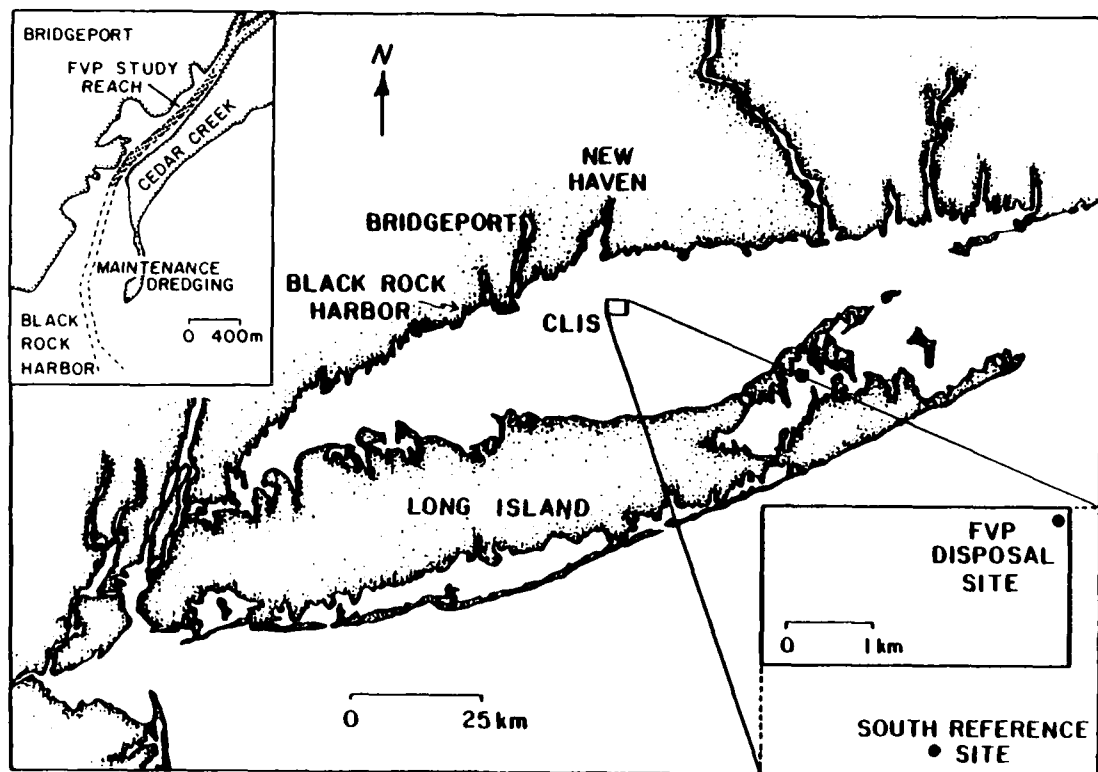 BRIDGEPORT
FVP STUDY
REACH
CEDAR CREEK
MAINTENANCE
DREDGING
BLACK
ROCK
HARBOR
0 400m
N
NEW
HAVEN
BRIDGEPORT
BLACK ROCK
HARBOR
CLIS
LONG ISLAND
0 25km
FVP
DISPOSAL
SITE
0 1km
SOUTH REFERENCE
SITE